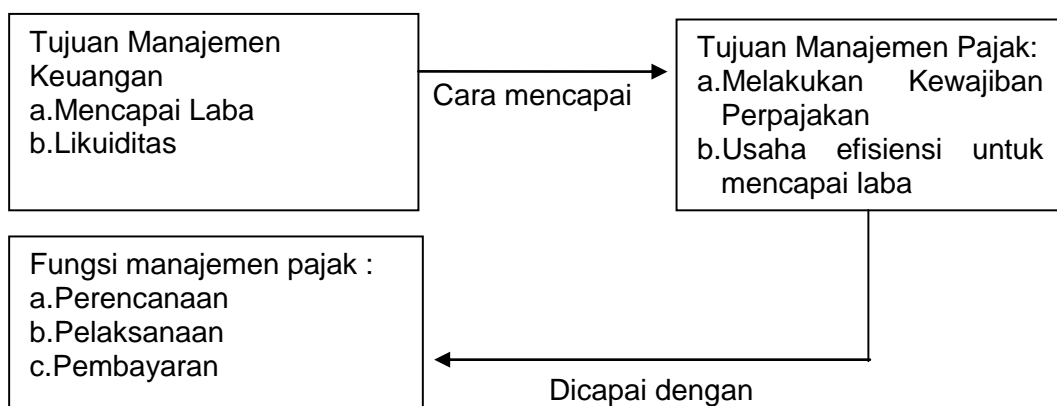 Tujuan Manajemen
Keuangan
a.Mencapai Laba
b.Likuiditas
Cara mencapai
Tujuan Manajemen Pajak:
a.Melakukan Kewajiban
Perpajakan
b.Usaha efisiensi untuk
mencapai laba
Fungsi manajemen pajak :
a.Perencanaan
b.Pelaksanaan
c.Pembayaran
Dicapai dengan